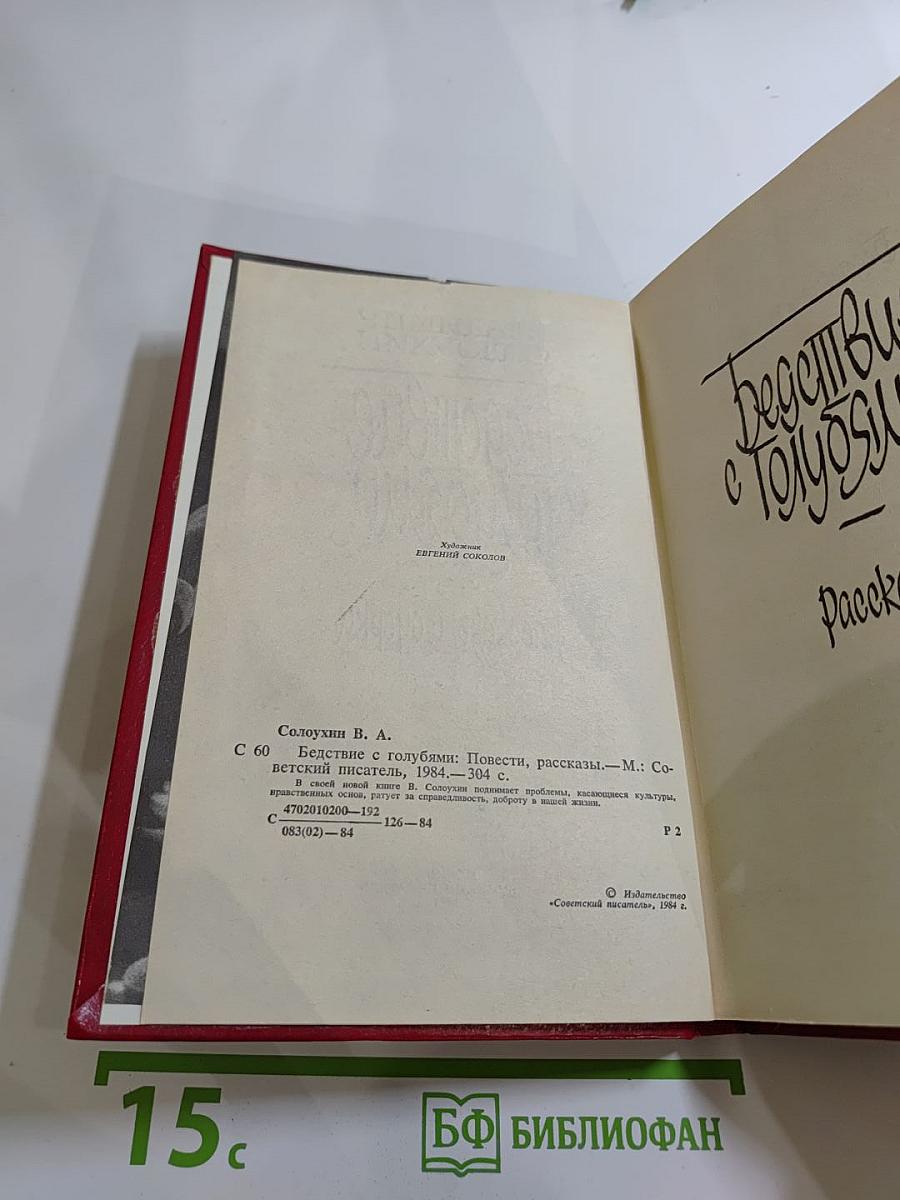 Художник
ЕВГЕНИЙ СОКОЛОВ
Солоухин В. А.
С 60 Бедствие с голубями: Повести, рассказы.—М.: Со-
ветский писатель, 1984.—304 с.
В своей новой книге В. Солоухин поднимает проблемы, касающиеся культуры,
нравственных основ, ратует за справедливость, доброту в нашей жизни.
4702010200—192
С 126—84
083(02)—84
Р 2
© Издательство
«Советский писатель», 1984 г.
Бедстви
с голубям
Расск
15 с
БФ БИБЛИОФАН